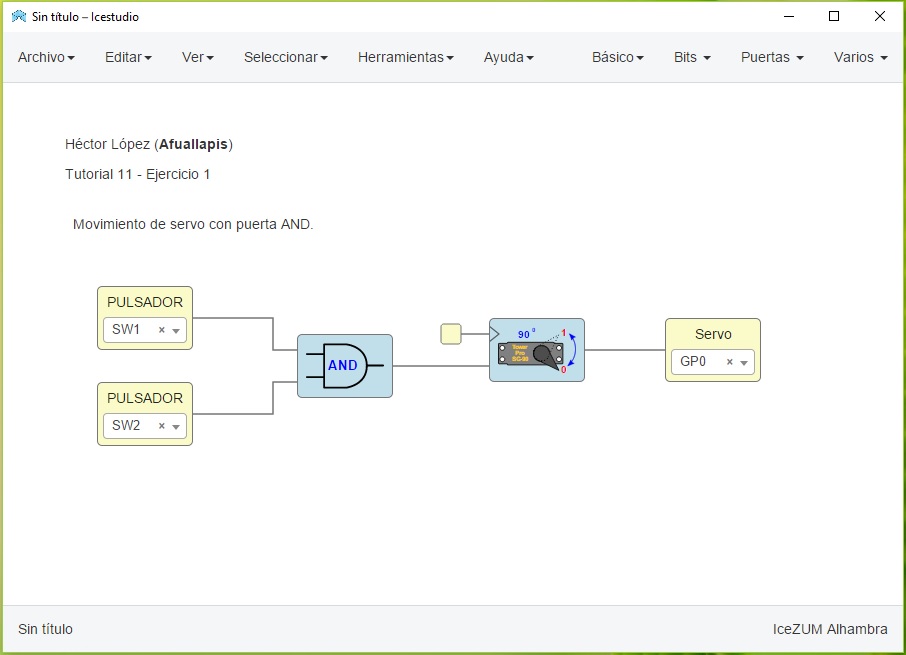 Sin título – Icestudio
Archivo Editar Ver Seleccionar Herramientas Ayuda Básico Bits Puertas Varios
Héctor López (Afuallapis)
Tutorial 11 - Ejercicio 1
Movimiento de servo con puerta AND.
PULSADOR
SW1 ×
AND
90° 1
Tower
Pro
SG-90
0
Servo
GP0 ×
PULSADOR
SW2 ×
Sin título IceZUM Alhambra